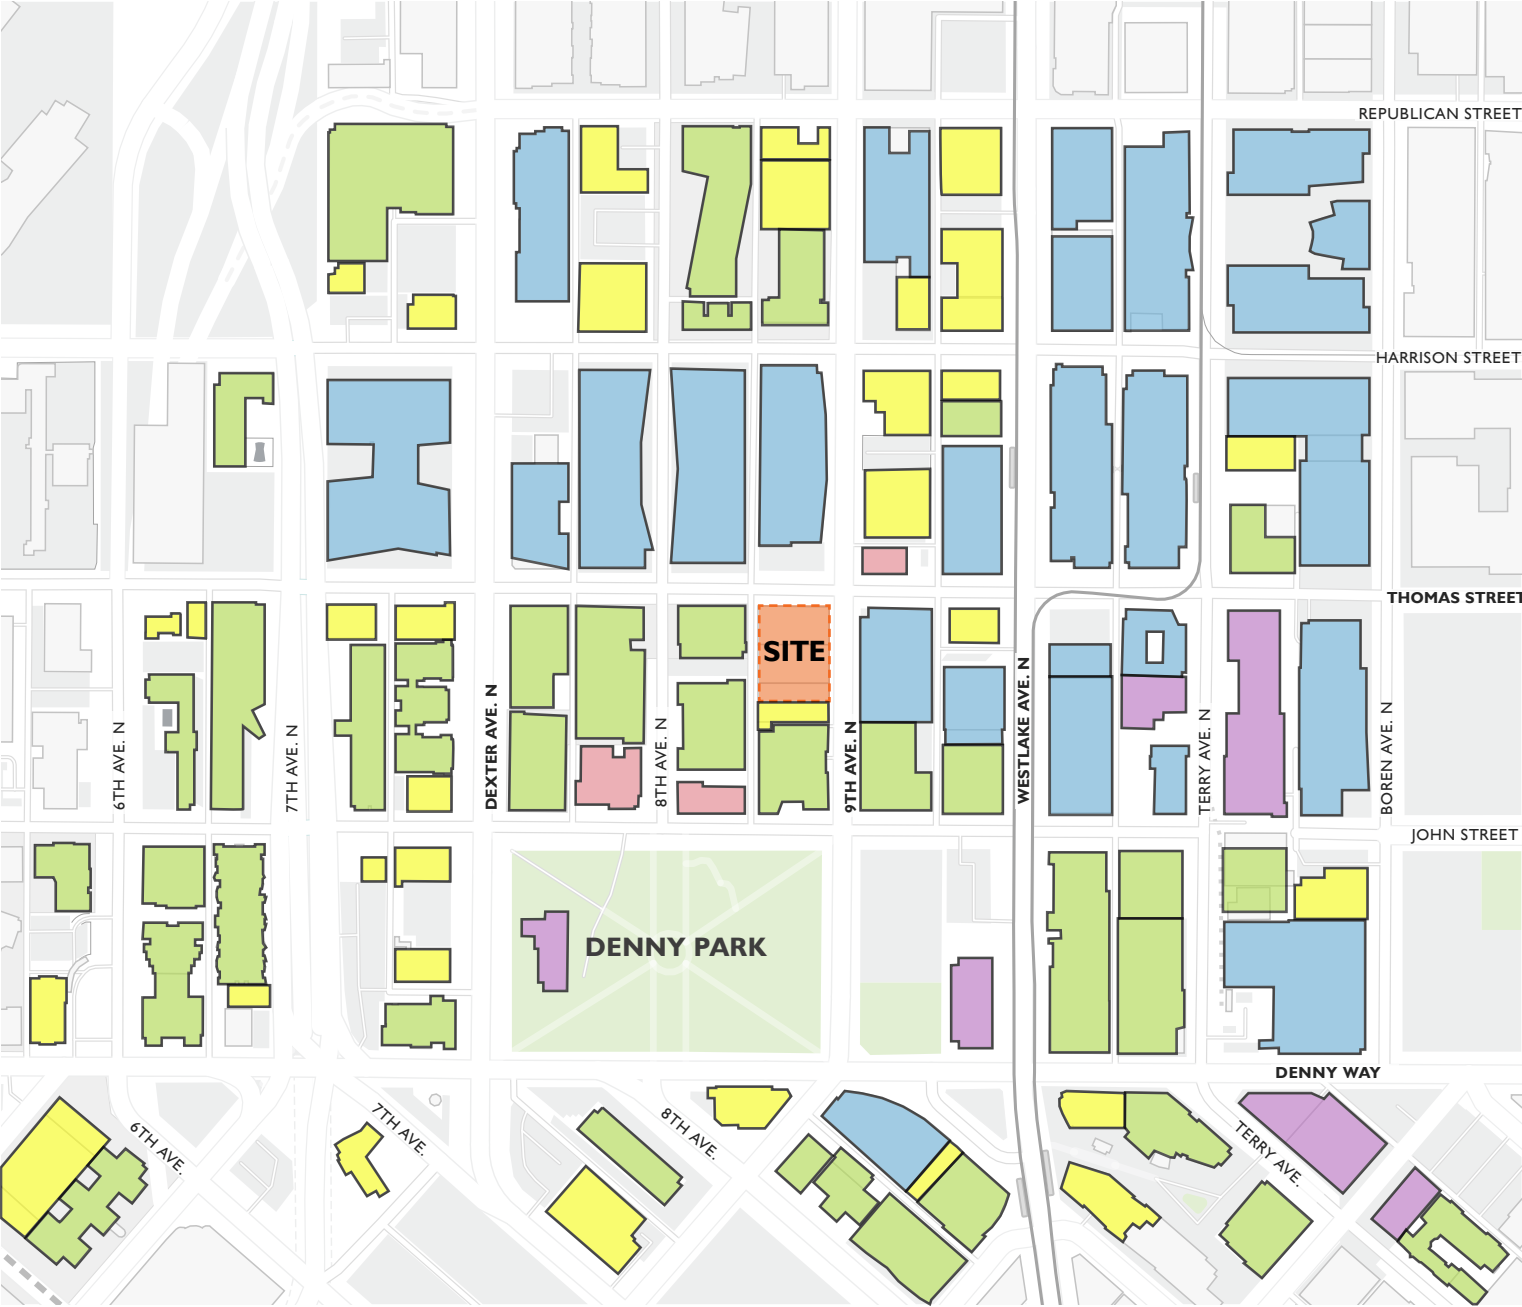 REPUBLICAN STREET
HARRISON STREET
THOMAS STREET
SITE
6TH AVE. N
7TH AVE. N
DEXTER AVE. N
8TH AVE. N
9TH AVE. N
WESTLAKE AVE. N
TERRY AVE. N
BOREN AVE. N
JOHN STREET
DENNY PARK
DENNY WAY
6TH AVE.
7TH AVE.
8TH AVE.
TERRY AVE.